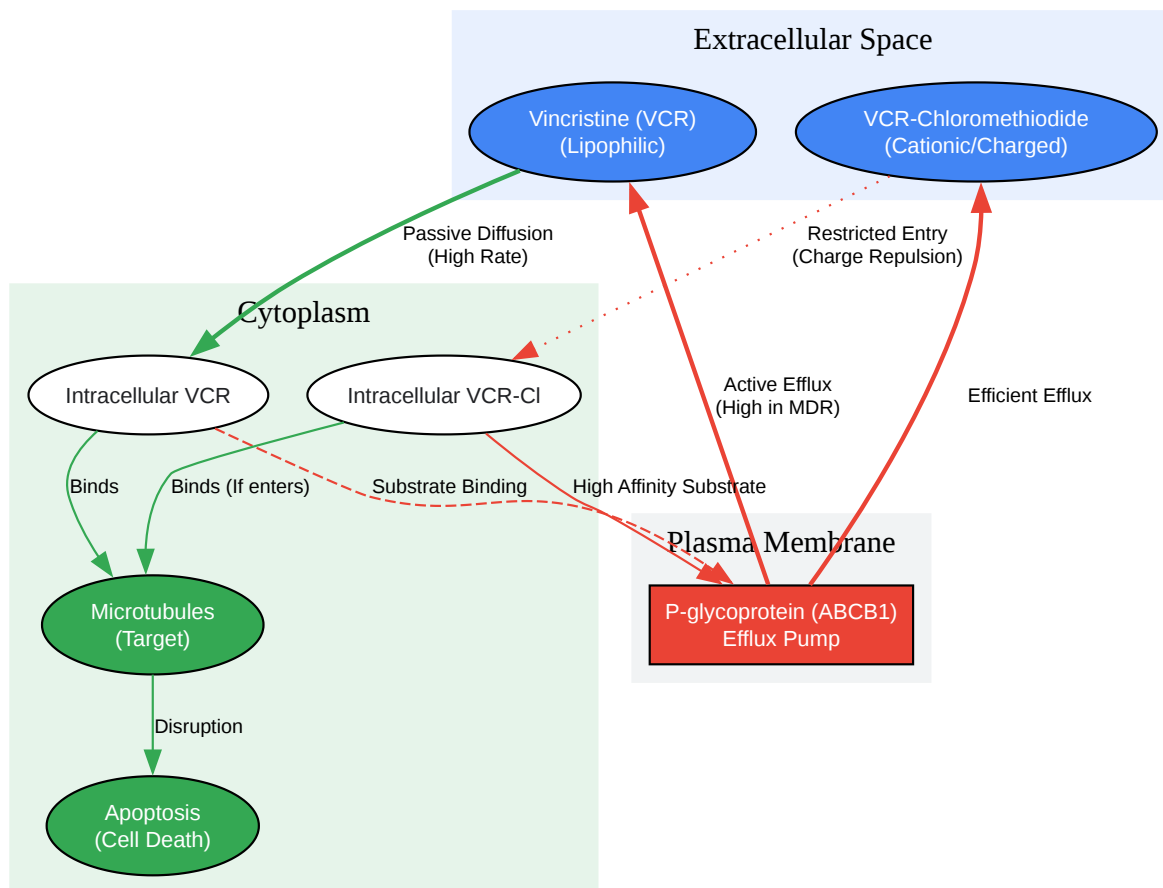 Extracellular Space
Vincristine (VCR)
(Lipophilic)
VCR-Chloromethiodide
(Cationic/Charged)
Passive Diffusion
(High Rate)
Restricted Entry
(Charge Repulsion)
Cytoplasm
Intracellular VCR
Intracellular VCR-Cl
Active Efflux
(High in MDR)
Efficient Efflux
Binds
Binds (If enters)
Substrate Binding
High Affinity Substrate
Plasma Membrane
P-glycoprotein (ABCB1)
Efflux Pump
Microtubules
(Target)
Disruption
Apoptosis
(Cell Death)